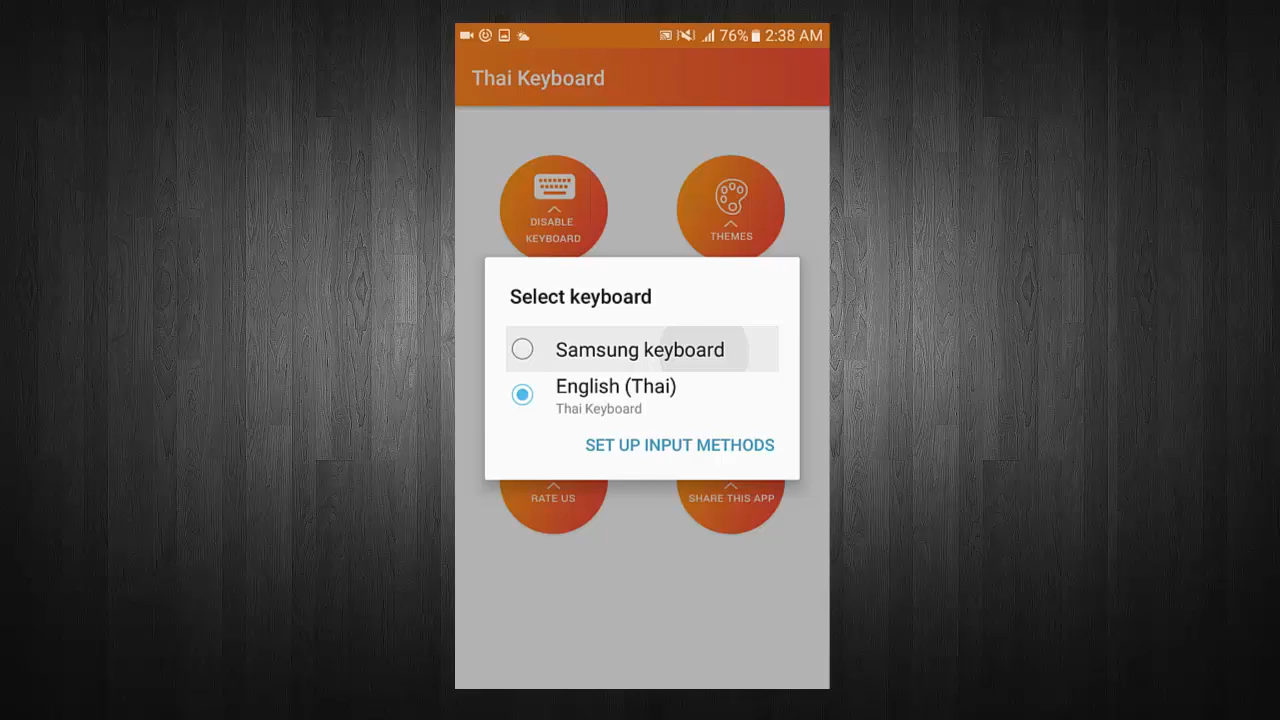 76% 2:38 AM
Thai Keyboard
DISABLE
KEYBOARD
THEMES
Select keyboard
Samsung keyboard
English (Thai)
Thai Keyboard
SET UP INPUT METHODS
RATE US
SHARE THIS APP